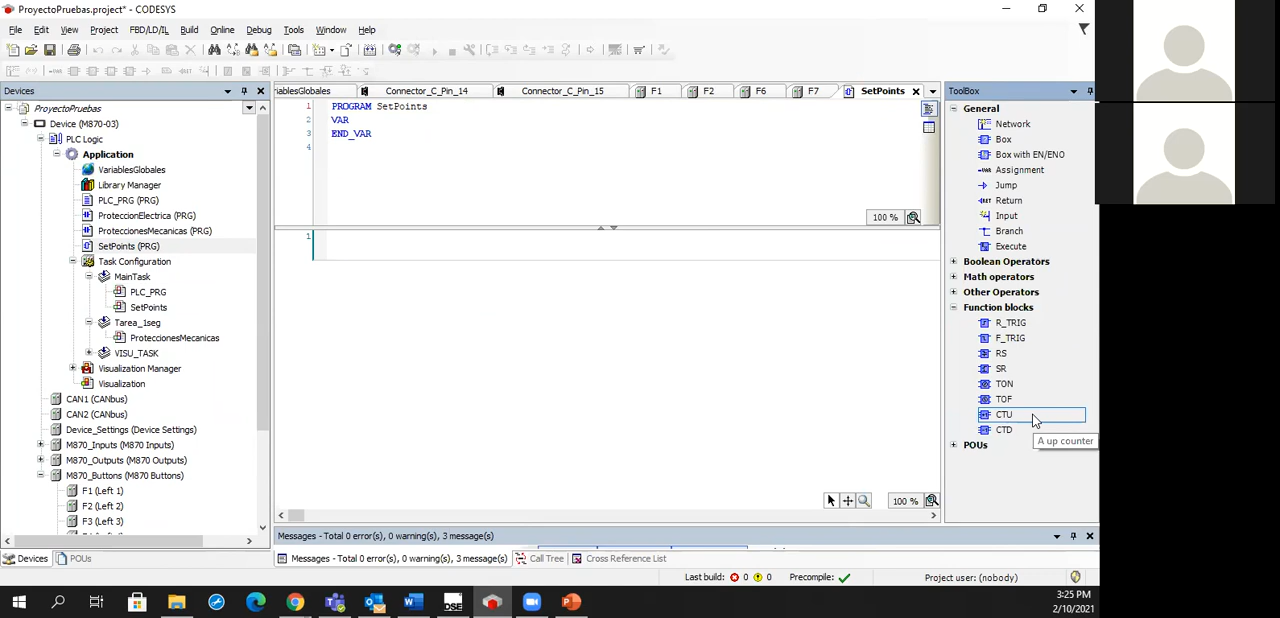 ProyectoPruebas.project* - CODESYS
File Edit View Project FBD/LD/IL Build Online Debug Tools Window Help
Devices
ProyectoPruebas
Device (M870-03)
PLC Logic
Application
VariablesGlobales
Library Manager
PLC_PRG (PRG)
ProteccionElectrica (PRG)
ProteccionesMecanicas (PRG)
SetPoints (PRG)
Task Configuration
MainTask
PLC_PRG
SetPoints
Tarea_1seg
ProteccionesMecanicas
VISU_TASK
Visualization Manager
Visualization
CAN1 (CANbus)
CAN2 (CANbus)
Device_Settings (Device Settings)
M870_Inputs (M870 Inputs)
M870_Outputs (M870 Outputs)
M870_Buttons (M870 Buttons)
F1 (Left 1)
F2 (Left 2)
F3 (Left 3)
Devices POUs
riablesGlobales Connector_C_Pin_14 Connector_C_Pin_15 F1 F2 F6 F7 SetPoints
1 PROGRAM SetPoints
2 VAR
3 END_VAR
4
100 %
1
100 %
ToolBox
General
Network
Box
Box with EN/ENO
Assignment
Jump
Return
Input
Branch
Execute
Boolean Operators
Math operators
Other Operators
Function blocks
R_TRIG
F_TRIG
RS
SR
TON
TOF
CTU
CTD
A up counter
POUs
Messages - Total 0 error(s), 0 warning(s), 3 message(s)
Messages - Total 0 error(s), 0 warning(s), 3 message(s) Call Tree Cross Reference List
Last build: 0 0 Precompile: Project user: (nobody)
DSE
3:25 PM
2/10/2021